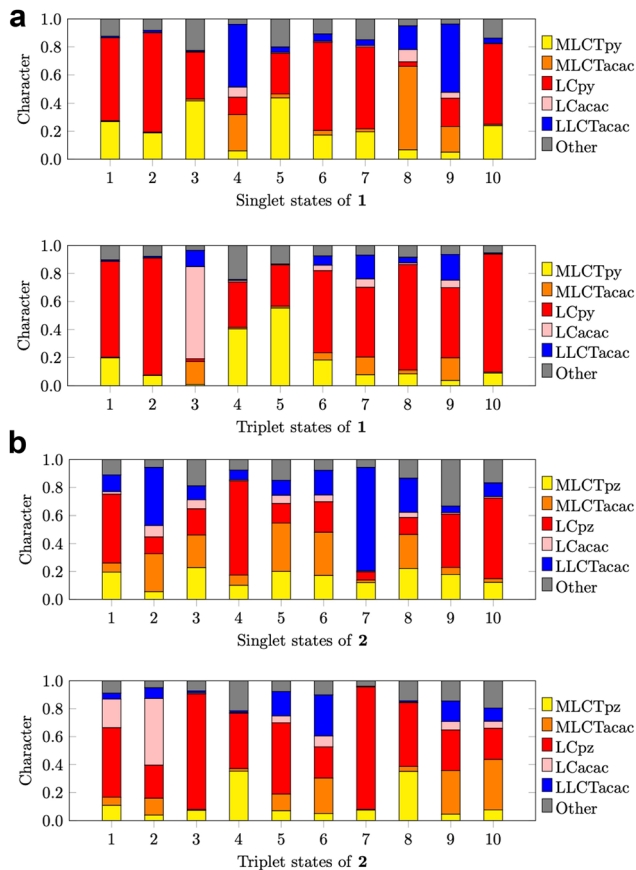 a
Character
1.0
0.8
0.6
0.4
0.2
0.0
1 2 3 4 5 6 7 8 9 10
Singlet states of 1
MLCTpy
MLCTacac
LCpy
LCacac
LLCTacac
Other
Character
1.0
0.8
0.6
0.4
0.2
0.0
1 2 3 4 5 6 7 8 9 10
Triplet states of 1
MLCTpy
MLCTacac
LCpy
LCacac
LLCTacac
Other
b
Character
1.0
0.8
0.6
0.4
0.2
0.0
1 2 3 4 5 6 7 8 9 10
Singlet states of 2
MLCTpz
MLCTacac
LCpz
LCacac
LLCTacac
Other
Character
1.0
0.8
0.6
0.4
0.2
0.0
1 2 3 4 5 6 7 8 9 10
Triplet states of 2
MLCTpz
MLCTacac
LCpz
LCacac
LLCTacac
Other